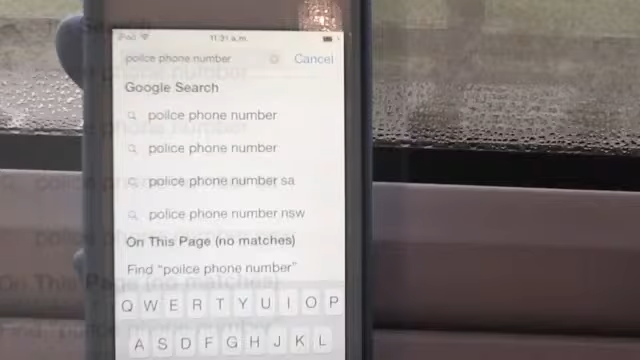 iPod 11:31 a.m.
poilce phone number Cancel
Google Search
poilce phone number
police phone number
police phone number sa
police phone number nsw
On This Page (no matches)
Find “poilce phone number”
Q W E R T Y U I O P
A S D F G H J K L